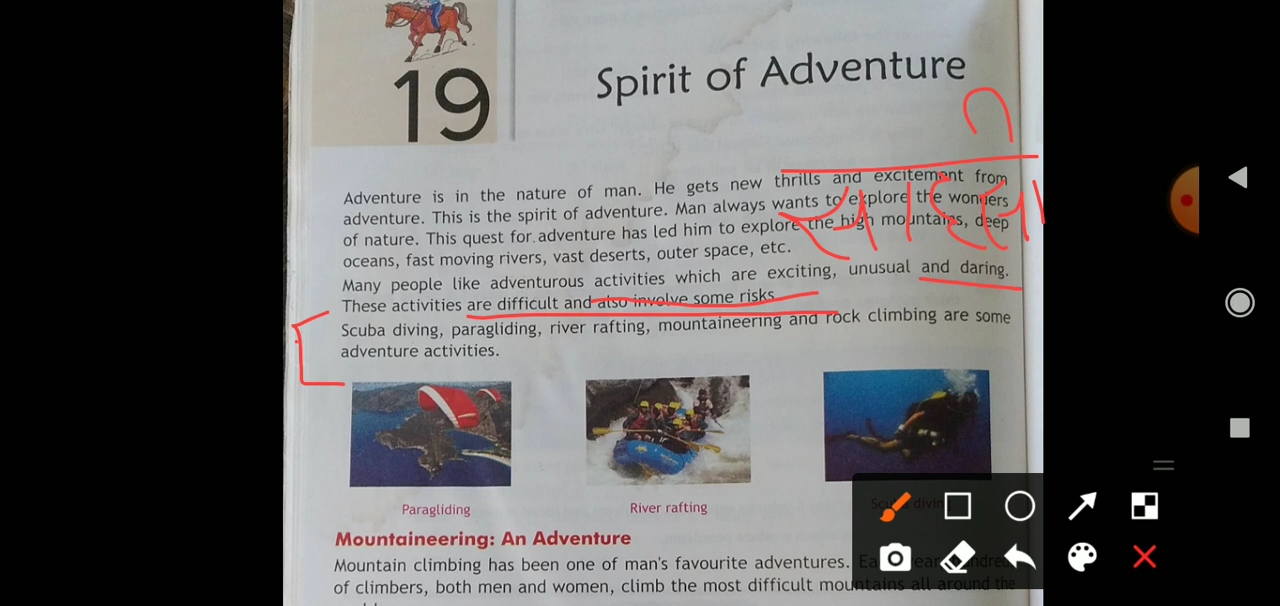 19
Spirit of Adventure
Adventure is in the nature of man. He gets new thrills and excitement from
adventure. This is the spirit of adventure. Man always wants to explore the wonders
of nature. This quest for adventure has led him to explore the high mountains, deep
oceans, fast moving rivers, vast deserts, outer space, etc.
Many people like adventurous activities which are exciting, unusual and daring.
These activities are difficult and also involve some risks.
Scuba diving, paragliding, river rafting, mountaineering and rock climbing are some
adventure activities.
Paragliding
River rafting
Scuba diving
Mountaineering: An Adventure
Mountain climbing has been one of man's favourite adventures. Each year
of climbers, both men and women, climb the most difficult mountains all around the